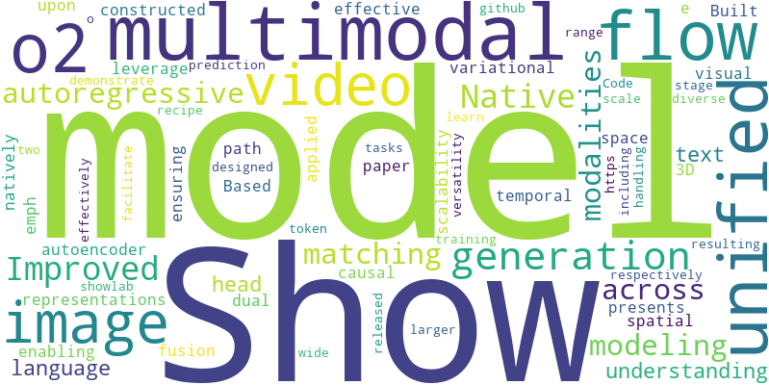 upon
constructed
effective
github
range
e
Built
o2
o
multimodal
flow
leverage
prediction
variational
visual
demonstrate
autoregressive
video
Native
modalities
Code
stage
scale
diverse
recipe
unified
natively
two
emph
effectively
facilitate
ensuring
path
designed
Based
applied
tasks
paper
scalability
versatility
learn
space
https
including
handling
text
3D
temporal
model
token
training
autoencoder
Improved
showlab
representations
image
enabling
language
Show
head
dual
fusion
matching
causal
wide
released
larger
generation
resulting
respectively
across
presents
spatial
modeling
understanding